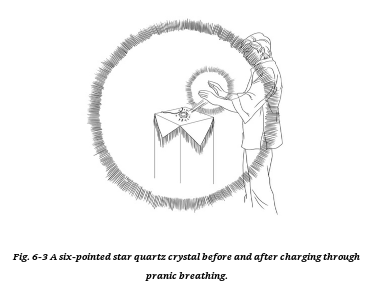 Fig. 6-3 A six-pointed star quartz crystal before and after charging through
pranic breathing.